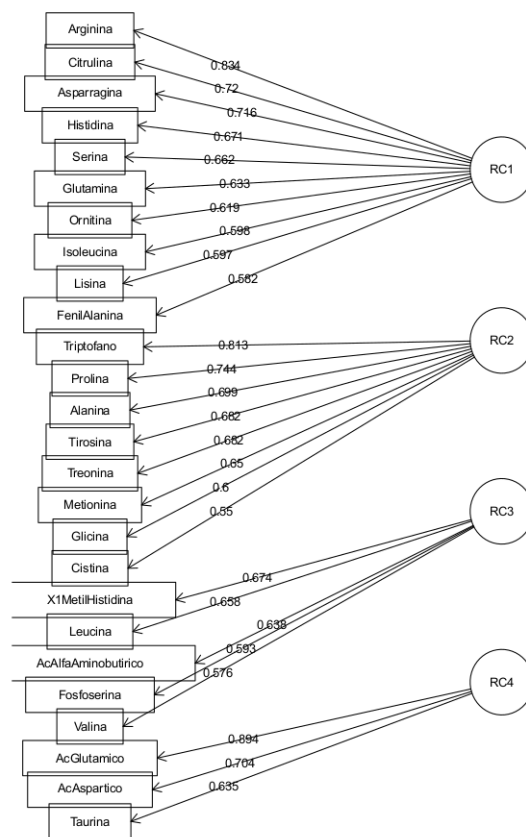 Arginina
0.834
Citrulina
0.72
Asparragina
0.716
Histidina
0.671
Serina
0.662
RC1
Glutamina
0.633
Ornitina
0.619
Isoleucina
0.598
Lisina
0.597
FenilAlanina
0.582
Triptofano
0.813
RC2
Prolina
0.744
Alanina
0.699
Tirosina
0.682
Treonina
0.682
Metionina
0.65
Glicina
0.6
Cistina
0.55
RC3
X1MetilHistidina
0.674
Leucina
0.658
AcAlfaAminobutirico
0.638
Fosfoserina
0.593
Valina
0.576
RC4
AcGlutamico
0.894
AcAspartico
0.704
Taurina
0.635